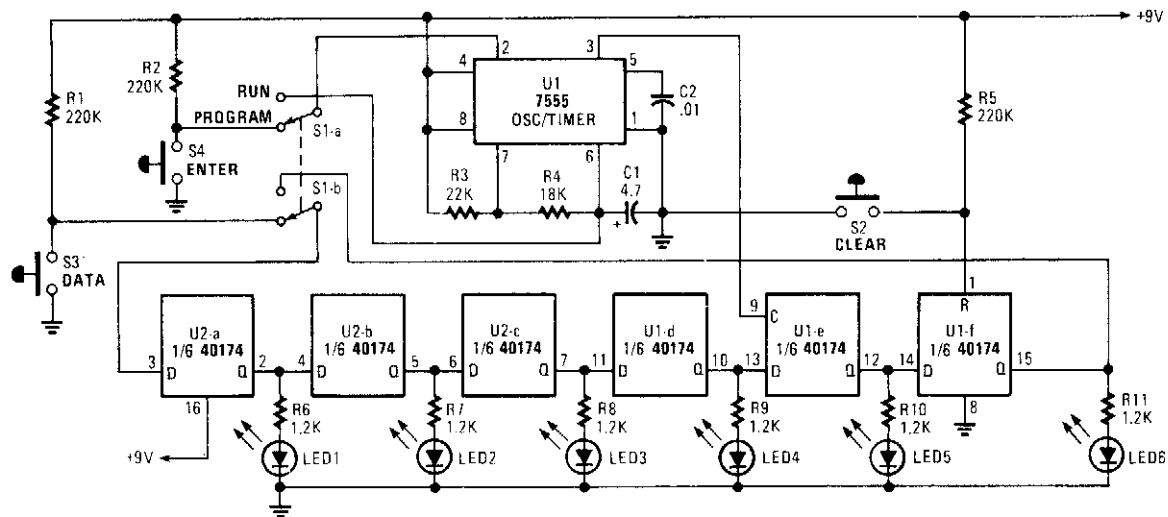 +9V
R1
220K
R2
220K
RUN
PROGRAM
S1-a
S4
ENTER
S1-b
S3
DATA
2
3
4
5
8
1
7
6
U1
7555
OSC/TIMER
C2
.01
R3
22K
R4
18K
C1
4.7
+
R5
220K
S2
CLEAR
U2-a
1/6 40174
3
D
Q
2
16
+9V
U2-b
1/6 40174
4
D
Q
5
U2-c
1/6 40174
6
D
Q
7
U1-d
1/6 40174
11
D
Q
10
U1-e
1/6 40174
9
C
13
D
Q
12
1
R
U1-f
1/6 40174
14
D
Q
15
8
R6
1.2K
LED1
R7
1.2K
LED2
R8
1.2K
LED3
R9
1.2K
LED4
R10
1.2K
LED5
R11
1.2K
LED6